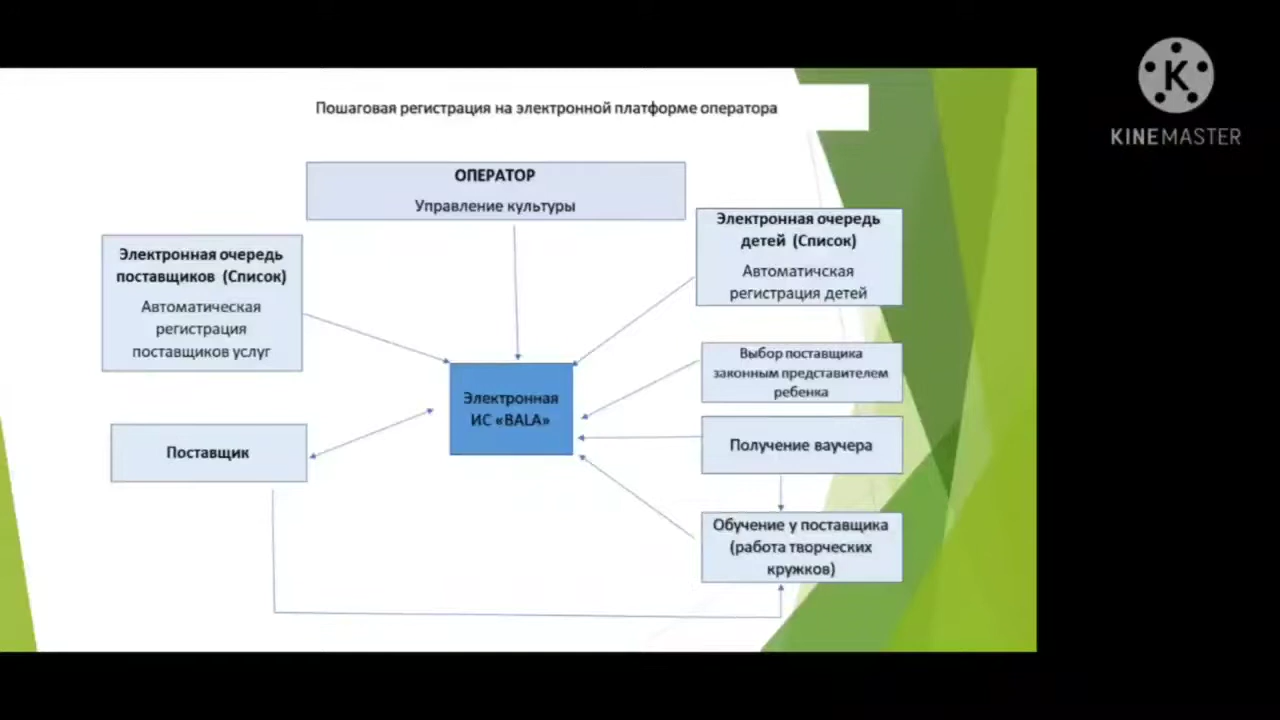 Пошаговая регистрация на электронной платформе оператора
ОПЕРАТОР
Управление культуры
Электронная очередь
поставщиков (Список)
Автоматическая
регистрация
поставщиков услуг
Поставщик
Электронная
ИС «BALA»
Электронная очередь
детей (Список)
Автоматичская
регистрация детей
Выбор поставщика
законным представителем
ребенка
Получение ваучера
Обучение у поставщика
(работа творческих
кружков)
K
KINEMASTER